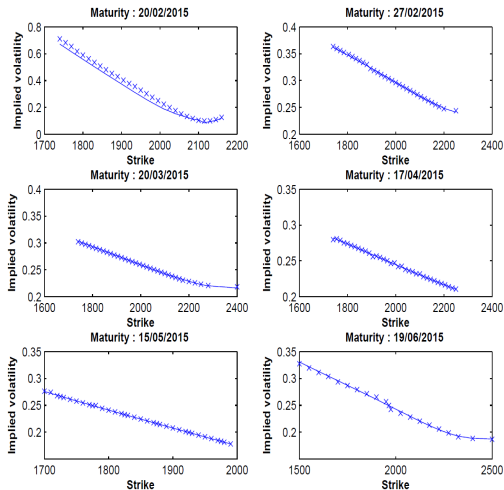 Maturity : 20/02/2015
Implied volatility
0.8
0.6
0.4
0.2
0
1700 1800 1900 2000 2100 2200
Strike
Maturity : 27/02/2015
Implied volatility
0.4
0.35
0.3
0.25
0.2
1600 1800 2000 2200 2400
Strike
Maturity : 20/03/2015
Implied volatility
0.4
0.3
0.2
1600 1800 2000 2200 2400
Strike
Maturity : 17/04/2015
Implied volatility
0.35
0.3
0.25
0.2
1600 1800 2000 2200 2400
Strike
Maturity : 15/05/2015
Implied volatility
0.35
0.3
0.25
0.2
1700 1800 1900 2000
Strike
Maturity : 19/06/2015
Implied volatility
0.35
0.3
0.25
0.2
1500 2000 2500
Strike